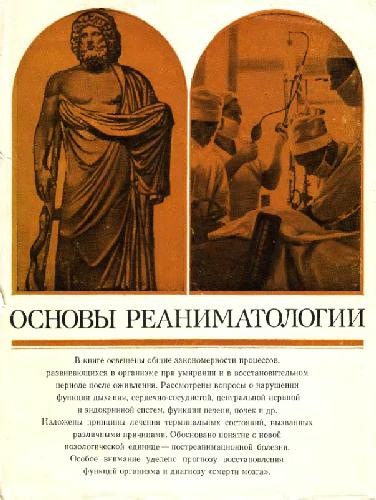 ОСНОВЫ РЕАНИМАТОЛОГИИ
В книге освещены общие закономерности процессов,
развивающихся в организме при умирании и в восстановительном
периоде после оживления. Рассмотрены вопросы о нарушении
функций дыхания, сердечно-сосудистой, центральной нервной
и эндокринной систем, функции печени, почек и др.
Изложены принципы лечения терминальных состояний, вызванных
различными причинами. Обосновано понятие с новой
нозологической единице — постреанимационной болезни.
Особое внимание уделено прогнозу восстановления
функций организма и диагнозу «смерти мозга».